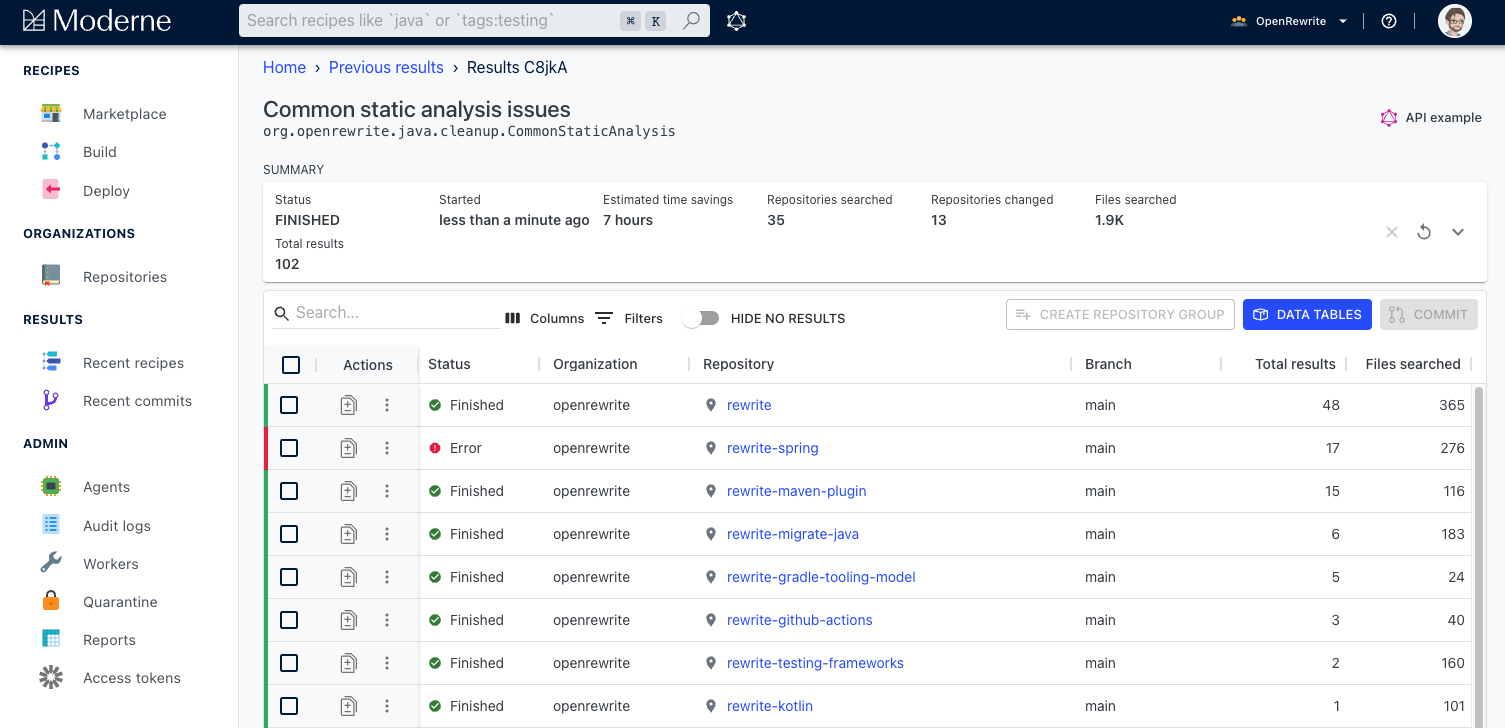 Moderne
Search recipes like `java` or `tags:testing`
⌘ K
OpenRewrite
RECIPES
Marketplace
Build
Deploy
ORGANIZATIONS
Repositories
RESULTS
Recent recipes
Recent commits
ADMIN
Agents
Audit logs
Workers
Quarantine
Reports
Access tokens
Home › Previous results › Results C8jkA
Common static analysis issues
org.openrewrite.java.cleanup.CommonStaticAnalysis
API example
SUMMARY
Status Started Estimated time savings Repositories searched Repositories changed Files searched
FINISHED less than a minute ago 7 hours 35 13 1.9K
Total results
102
Search... Columns Filters HIDE NO RESULTS CREATE REPOSITORY GROUP DATA TABLES COMMIT
Actions Status Organization Repository Branch Total results Files searched
Finished openrewrite rewrite main 48 365
Error openrewrite rewrite-spring main 17 276
Finished openrewrite rewrite-maven-plugin main 15 116
Finished openrewrite rewrite-migrate-java main 6 183
Finished openrewrite rewrite-gradle-tooling-model main 5 24
Finished openrewrite rewrite-github-actions main 3 40
Finished openrewrite rewrite-testing-frameworks main 2 160
Finished openrewrite rewrite-kotlin main 1 101